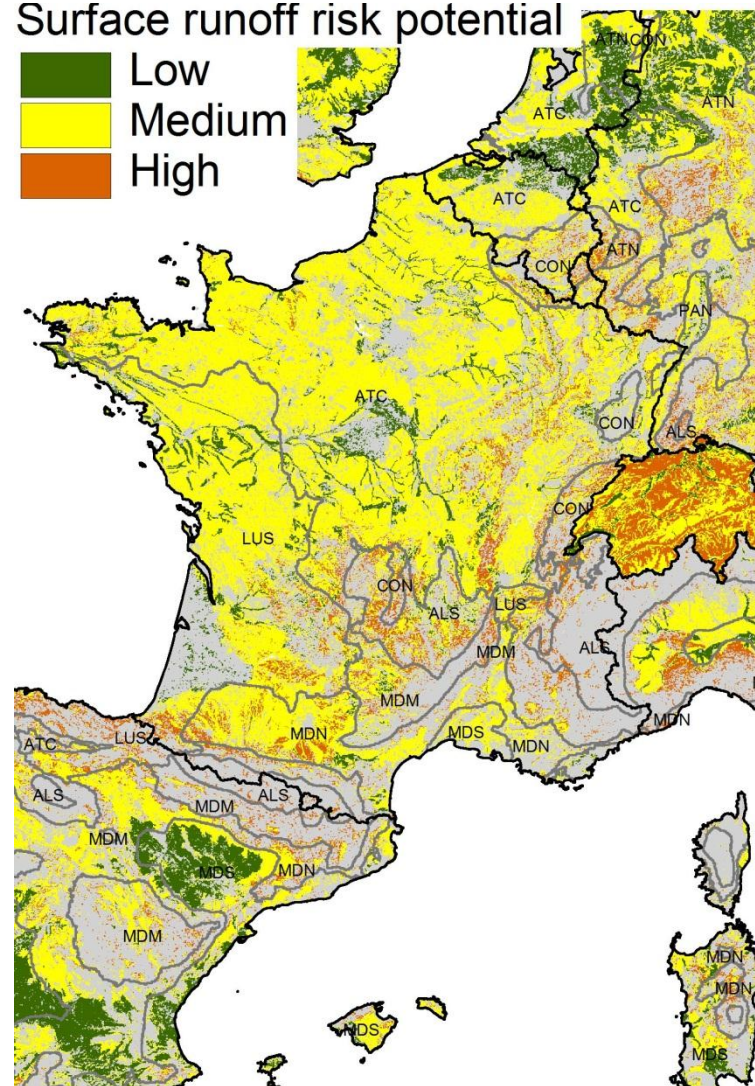 Surface runoff risk potential
Low
Medium
High
ATN
CON
ATC
ATN
ATC
ATC
ATN
CON
PAN
CON
ATC
ALS
CON
LUS
CON
ALS
LUS
MDM
ALS
MDM
MDN
MDS
MDN
MDN
ATC
LUS
ALS
MDM
ALS
MDM
MDS
MDN
MDM
MDN
MDN
MDS
MDS